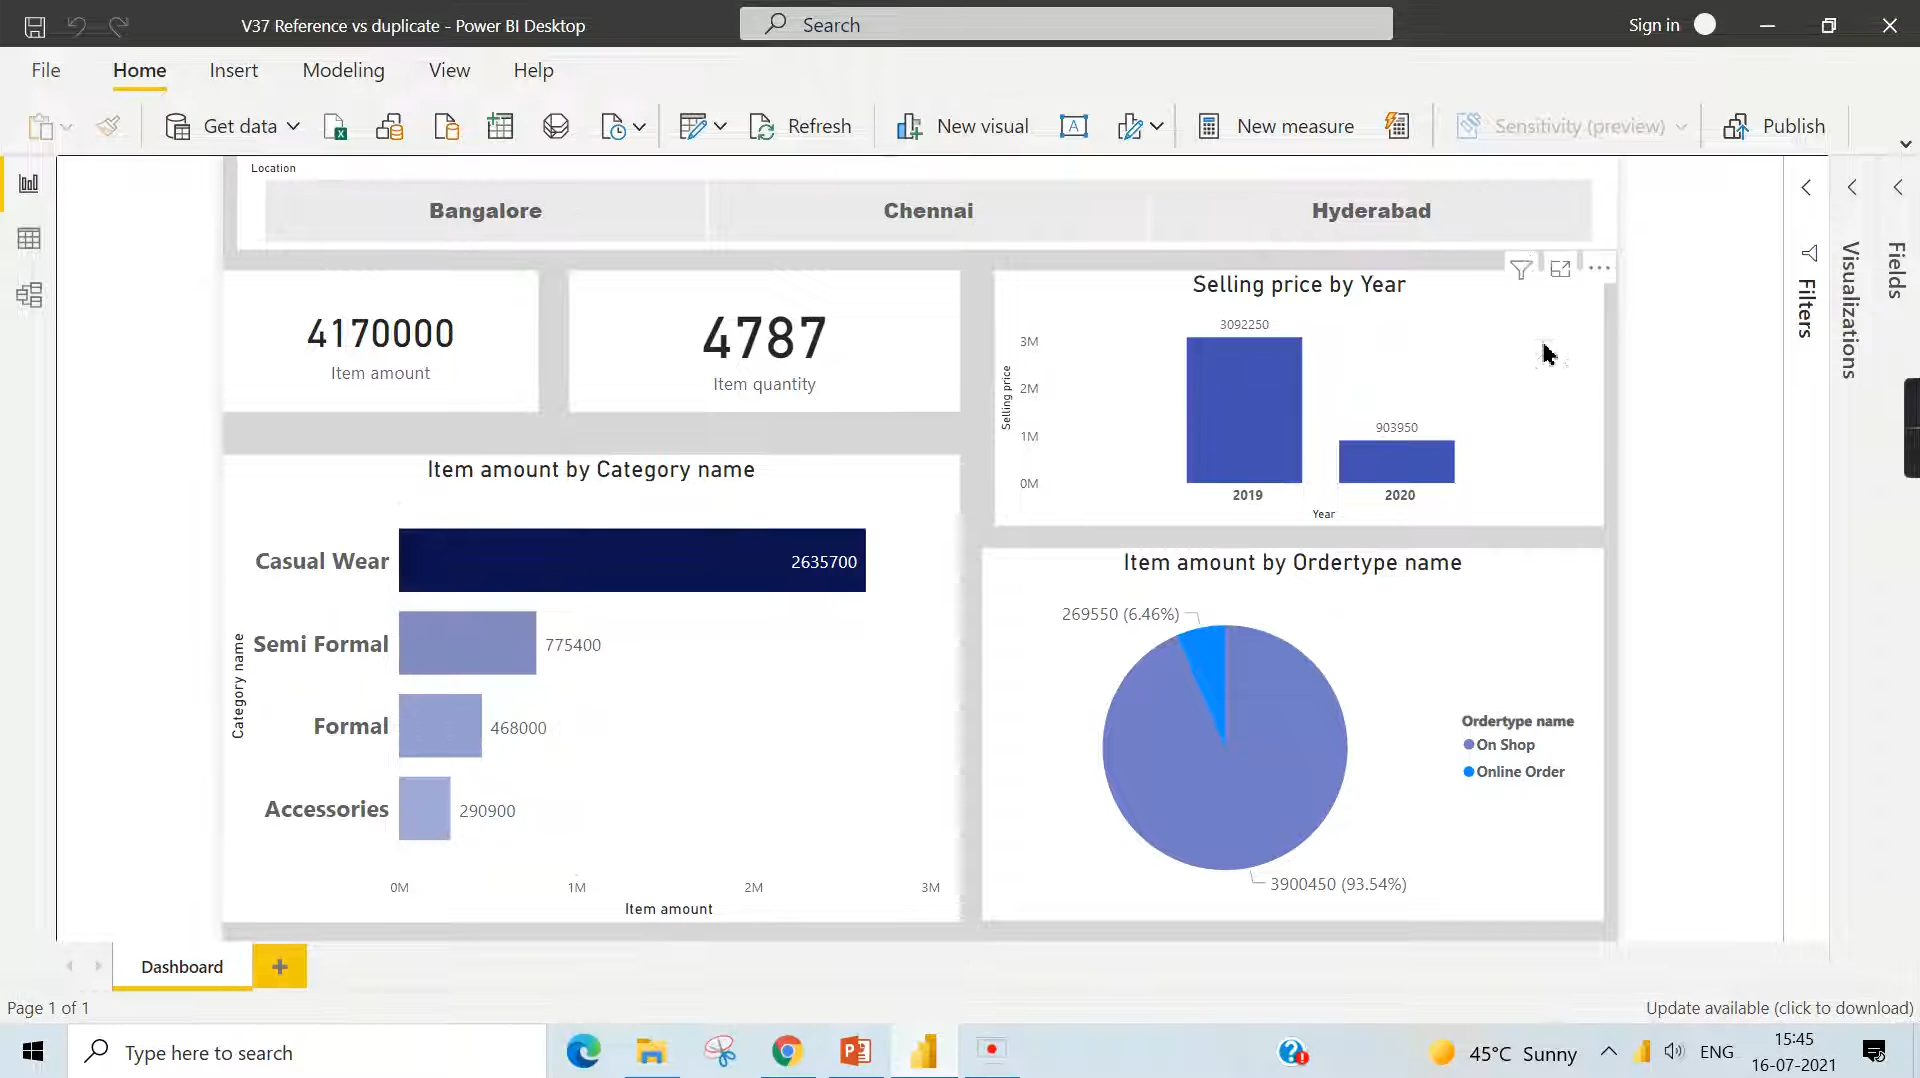 V37 Reference vs duplicate - Power BI Desktop
Search
Sign in
File Home Insert Modeling View Help
Get data
Refresh
New visual
New measure
Sensitivity (preview)
Publish
Location
Bangalore Chennai Hyderabad
4170000
Item amount
4787
Item quantity
Selling price by Year
3092250
903950
3M
2M
1M
0M
Selling price
2019 2020
Year
Item amount by Category name
Category name
Casual Wear 2635700
Semi Formal 775400
Formal 468000
Accessories 290900
0M 1M 2M 3M
Item amount
Item amount by Ordertype name
269550 (6.46%)
3900450 (93.54%)
Ordertype name
On Shop
Online Order
Filters
Visualizations
Fields
Dashboard
Page 1 of 1
Update available (click to download)
Type here to search
45°C Sunny
ENG
15:45
16-07-2021